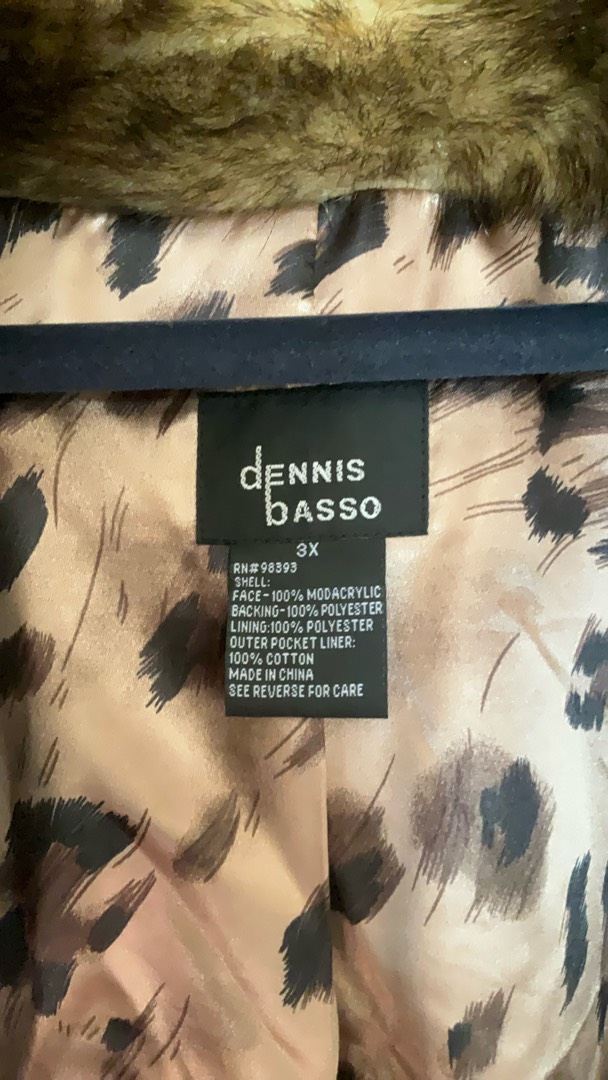 dENNIS
bASSO
3X
RN#98393
SHELL:
FACE-100% MODACRYLIC
BACKING-100% POLYESTER
LINING:100% POLYESTER
OUTER POCKET LINER:
100% COTTON
MADE IN CHINA
SEE REVERSE FOR CARE